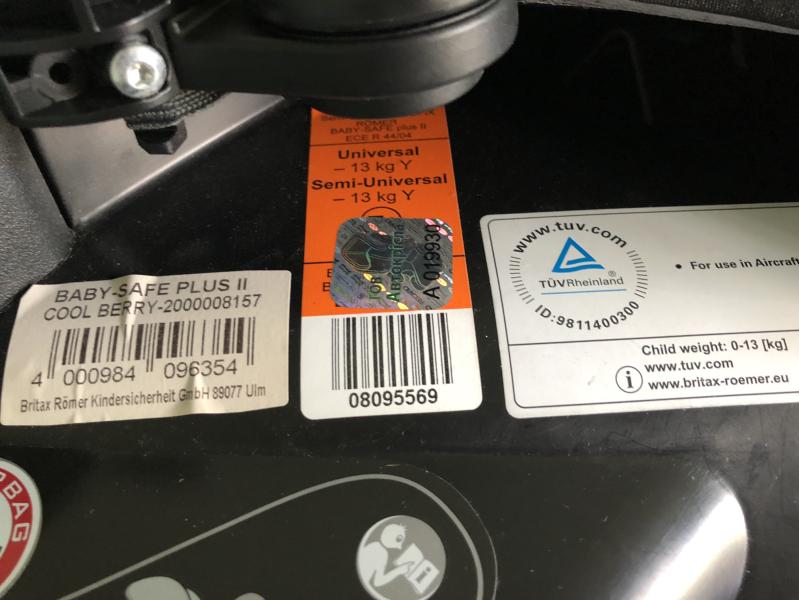 RÖMER
BABY-SAFE plus II
ECE R 44/04
Universal
– 13 kg Y
Semi-Universal
– 13 kg Y
A 019930
08095569
BABY-SAFE PLUS II
COOL BERRY-2000008157
4 000984 096354
Britax Römer Kindersicherheit GmbH 89077 Ulm
www.tuv.com
TÜVRheinland®
ID:9811400300
• For use in Aircraft
Child weight: 0-13 [kg]
www.tuv.com
i www.britax-roemer.eu
RBAG
i